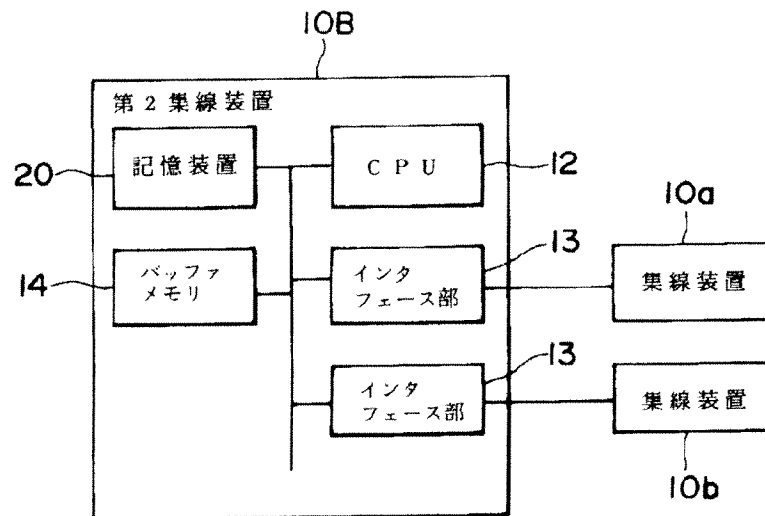 10B
第2集線装置
記憶装置
CPU
20
12
10a
13
バッファ
メモリ
インタ
フェース部
集線装置
14
13
インタ
フェース部
集線装置
10b